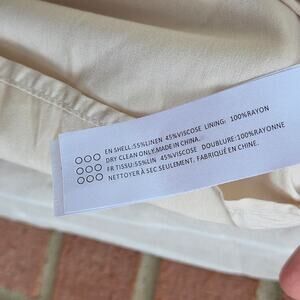 EN SHELL:55%LINEN 45%VISCOSE LINING: 100%RAYON
DRY CLEAN ONLY.MADE IN CHINA.
FR TISSU:55%LIN 45%VISCOSE DOUBLURE:100%RAYONNE
NETTOYER À SEC SEULEMENT. FABRIQUÉ EN CHINE.